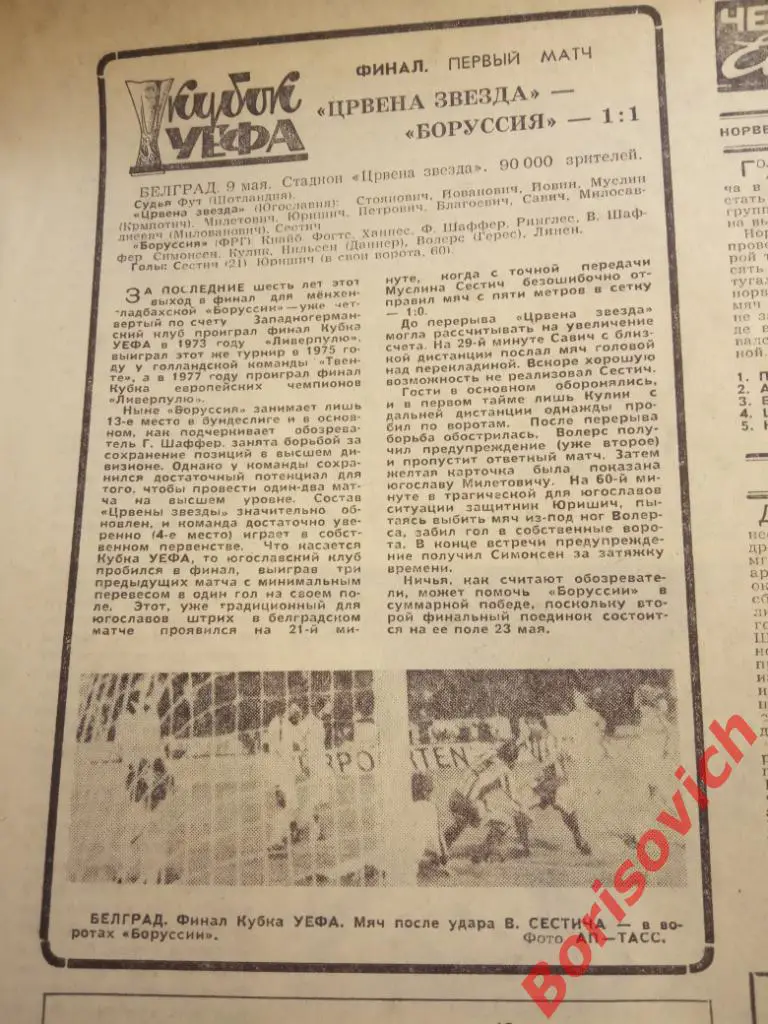 Кубок
УЕФА
ФИНАЛ. ПЕРВЫЙ МАТЧ
«ЦРВЕНА ЗВЕЗДА» —
«БОРУССИЯ» — 1:1
БЕЛГРАД. 9 мая. Стадион «Црвена звезда». 90 000 зрителей.
Судья Фут (Шотландия).
«Црвена звезда» (Югославия): Стоянович, Иованович, Иовин, Муслин
(Крмпотич), Милетович, Юришич, Петрович, Благоевич, Савич, Милосав-
лиевич (Милованович), Сестич.
«Боруссия» (ФРГ) Кнайб Фогтс, Ханнес, Ф. Шаффер, Ринглес, В. Шаф-
фер Симонсен, Кулик, Нильсен (Даннер), Волерс (Герес), Линен.
Голы: Сестич (21) Юришич (в свои ворота, 60).
ЗА ПОСЛЕДНИЕ шесть лет этот
выход в финал для мёнхен-
гладбахской «Боруссии» — уже чет-
вертый по счету Западногерман-
ский клуб проиграл финал Кубка
УЕФА в 1973 году «Ливерпулю»,
выиграл этот же турнир в 1975 го-
ду у голландской команды «Твен-
те», а в 1977 году проиграл финал
Кубка европейских чемпионов
«Ливерпулю».
Ныне «Боруссия» занимает лишь
13-е место в бундеслиге и в основ-
ном, как подчеркивает обозрева-
тель Г. Шаффер, занята борьбой за
сохранение позиций в высшем ди-
визионе. Однако у команды сохра-
нился достаточный потенциал для
того, чтобы провести один-два мат-
ча на высшем уровне. Состав
«Црвены звезды» значительно об-
новлен, и команда достаточно уве-
ренно (4-е место) играет в собст-
венном первенстве. Что касается
Кубка УЕФА, то югославский клуб
пробился в финал, выиграв три
предыдущих матча с минимальным
перевесом в один гол на своем по-
ле. Этот, уже традиционный для
югославов штрих в белградском
матче проявился на 21-й ми-
нуте, когда с точной передачи
Муслина Сестич безошибочно от-
правил мяч с пяти метров в сетку
— 1:0.
До перерыва «Црвена звезда»
могла рассчитывать на увеличение
счета. На 29-й минуте Савич с близ-
кой дистанции послал мяч головой
над перекладиной. Вскоре хорошую
возможность не реализовал Сестич.
Гости в основном оборонялись,
и в первом тайме лишь Кулин с
дальней дистанции однажды про-
бил по воротам. После перерыва
борьба обострилась. Волерс полу-
чил предупреждение (уже второе)
и пропустит ответный матч. Затем
желтая карточка была показана
югославу Милетовичу. На 60-й ми-
нуте в трагической для югославов
ситуации защитник Юришич, пы-
таясь выбить мяч из-под ног Волер-
са, забил гол в собственные воро-
та. В конце встречи предупрежде-
ние получил Симонсен за затяжку
времени.
Ничья, как считают обозревате-
ли, может помочь «Боруссии» в
суммарной победе, поскольку вто-
рой финальный поединок состоит-
ся на ее поле 23 мая.
БЕЛГРАД. Финал Кубка УЕФА. Мяч после удара В. СЕСТИЧА — в во-
ротах «Боруссии».
Фото АП—ТАСС.
НОРВЕ
Borisovich